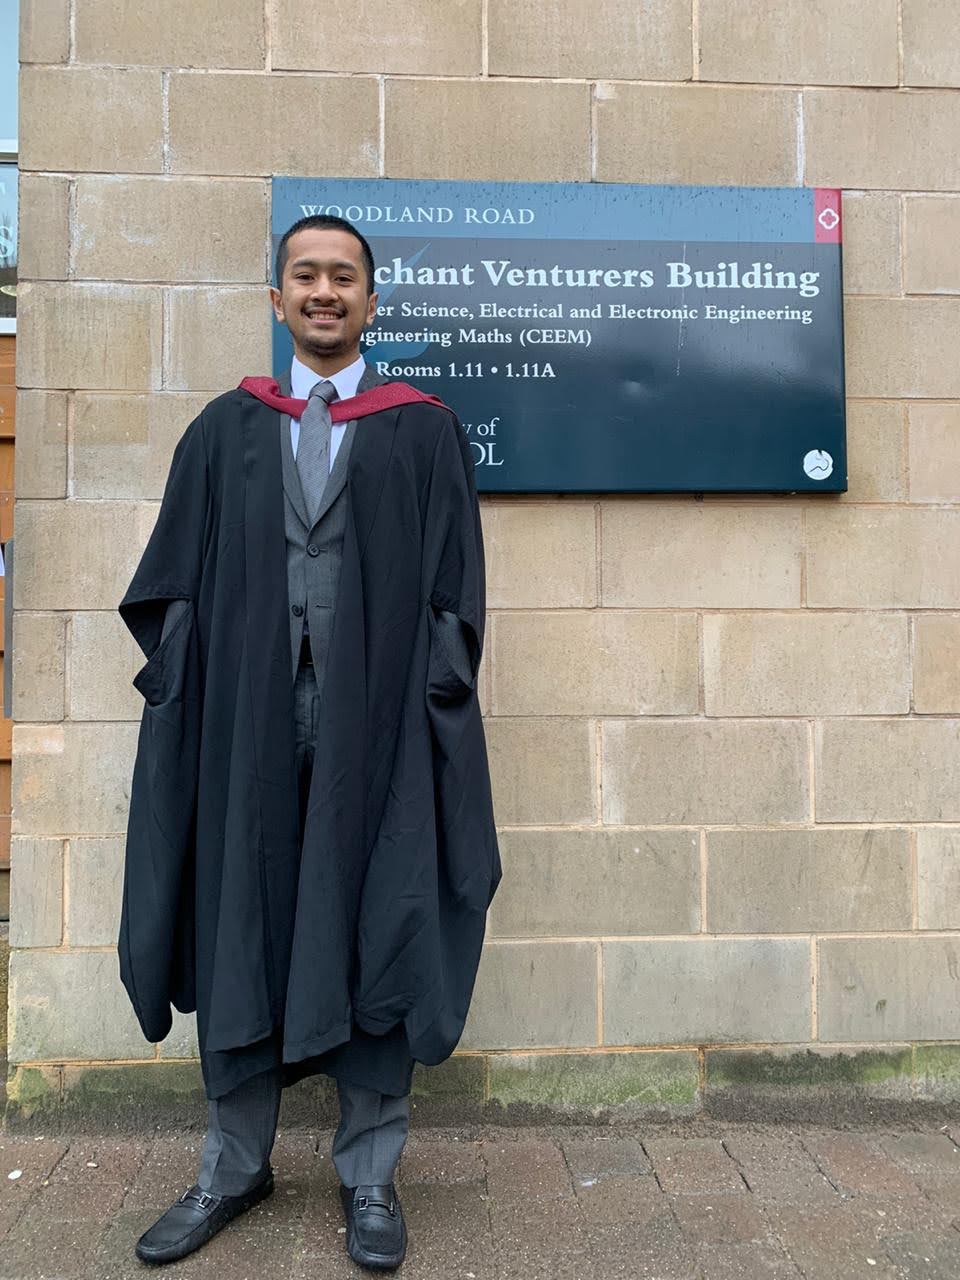 WOODLAND ROAD
chant Venturers Building
er Science, Electrical and Electronic Engineering
gineering Maths (CEEM)
Rooms 1.11 • 1.11A
y of
OL